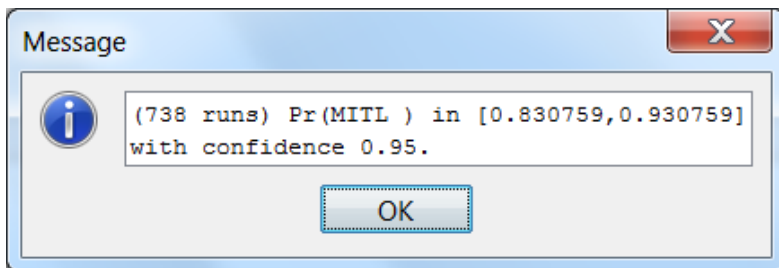 Message
(738 runs) Pr(MITL ) in [0.830759,0.930759]
with confidence 0.95.
OK